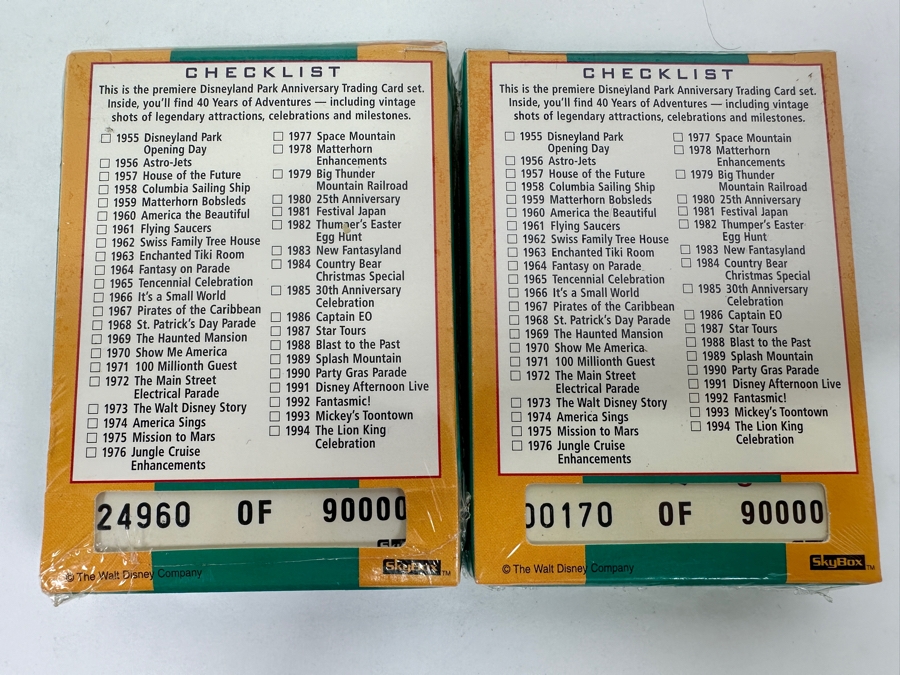 CHECKLIST
This is the premiere Disneyland Park Anniversary Trading Card set.
Inside, you'll find 40 Years of Adventures — including vintage
shots of legendary attractions, celebrations and milestones.
1955 Disneyland Park
Opening Day
1956 Astro-Jets
1957 House of the Future
1958 Columbia Sailing Ship
1959 Matterhorn Bobsleds
1960 America the Beautiful
1961 Flying Saucers
1962 Swiss Family Tree House
1963 Enchanted Tiki Room
1964 Fantasy on Parade
1965 Tencennial Celebration
1966 It's a Small World
1967 Pirates of the Caribbean
1968 St. Patrick's Day Parade
1969 The Haunted Mansion
1970 Show Me America
1971 100 Millionth Guest
1972 The Main Street
Electrical Parade
1973 The Walt Disney Story
1974 America Sings
1975 Mission to Mars
1976 Jungle Cruise
Enhancements
1977 Space Mountain
1978 Matterhorn
Enhancements
1979 Big Thunder
Mountain Railroad
1980 25th Anniversary
1981 Festival Japan
1982 Thumper's Easter
Egg Hunt
1983 New Fantasyland
1984 Country Bear
Christmas Special
1985 30th Anniversary
Celebration
1986 Captain EO
1987 Star Tours
1988 Blast to the Past
1989 Splash Mountain
1990 Party Gras Parade
1991 Disney Afternoon Live
1992 Fantasmic!
1993 Mickey's Toontown
1994 The Lion King
Celebration
24960 OF 90000
© The Walt Disney Company
SkyBox™
CHECKLIST
This is the premiere Disneyland Park Anniversary Trading Card set.
Inside, you'll find 40 Years of Adventures — including vintage
shots of legendary attractions, celebrations and milestones.
1955 Disneyland Park
Opening Day
1956 Astro-Jets
1957 House of the Future
1958 Columbia Sailing Ship
1959 Matterhorn Bobsleds
1960 America the Beautiful
1961 Flying Saucers
1962 Swiss Family Tree House
1963 Enchanted Tiki Room
1964 Fantasy on Parade
1965 Tencennial Celebration
1966 It's a Small World
1967 Pirates of the Caribbean
1968 St. Patrick's Day Parade
1969 The Haunted Mansion
1970 Show Me America
1971 100 Millionth Guest
1972 The Main Street
Electrical Parade
1973 The Walt Disney Story
1974 America Sings
1975 Mission to Mars
1976 Jungle Cruise
Enhancements
1977 Space Mountain
1978 Matterhorn
Enhancements
1979 Big Thunder
Mountain Railroad
1980 25th Anniversary
1981 Festival Japan
1982 Thumper's Easter
Egg Hunt
1983 New Fantasyland
1984 Country Bear
Christmas Special
1985 30th Anniversary
Celebration
1986 Captain EO
1987 Star Tours
1988 Blast to the Past
1989 Splash Mountain
1990 Party Gras Parade
1991 Disney Afternoon Live
1992 Fantasmic!
1993 Mickey's Toontown
1994 The Lion King
Celebration
00170 OF 90000
© The Walt Disney Company
SkyBox™